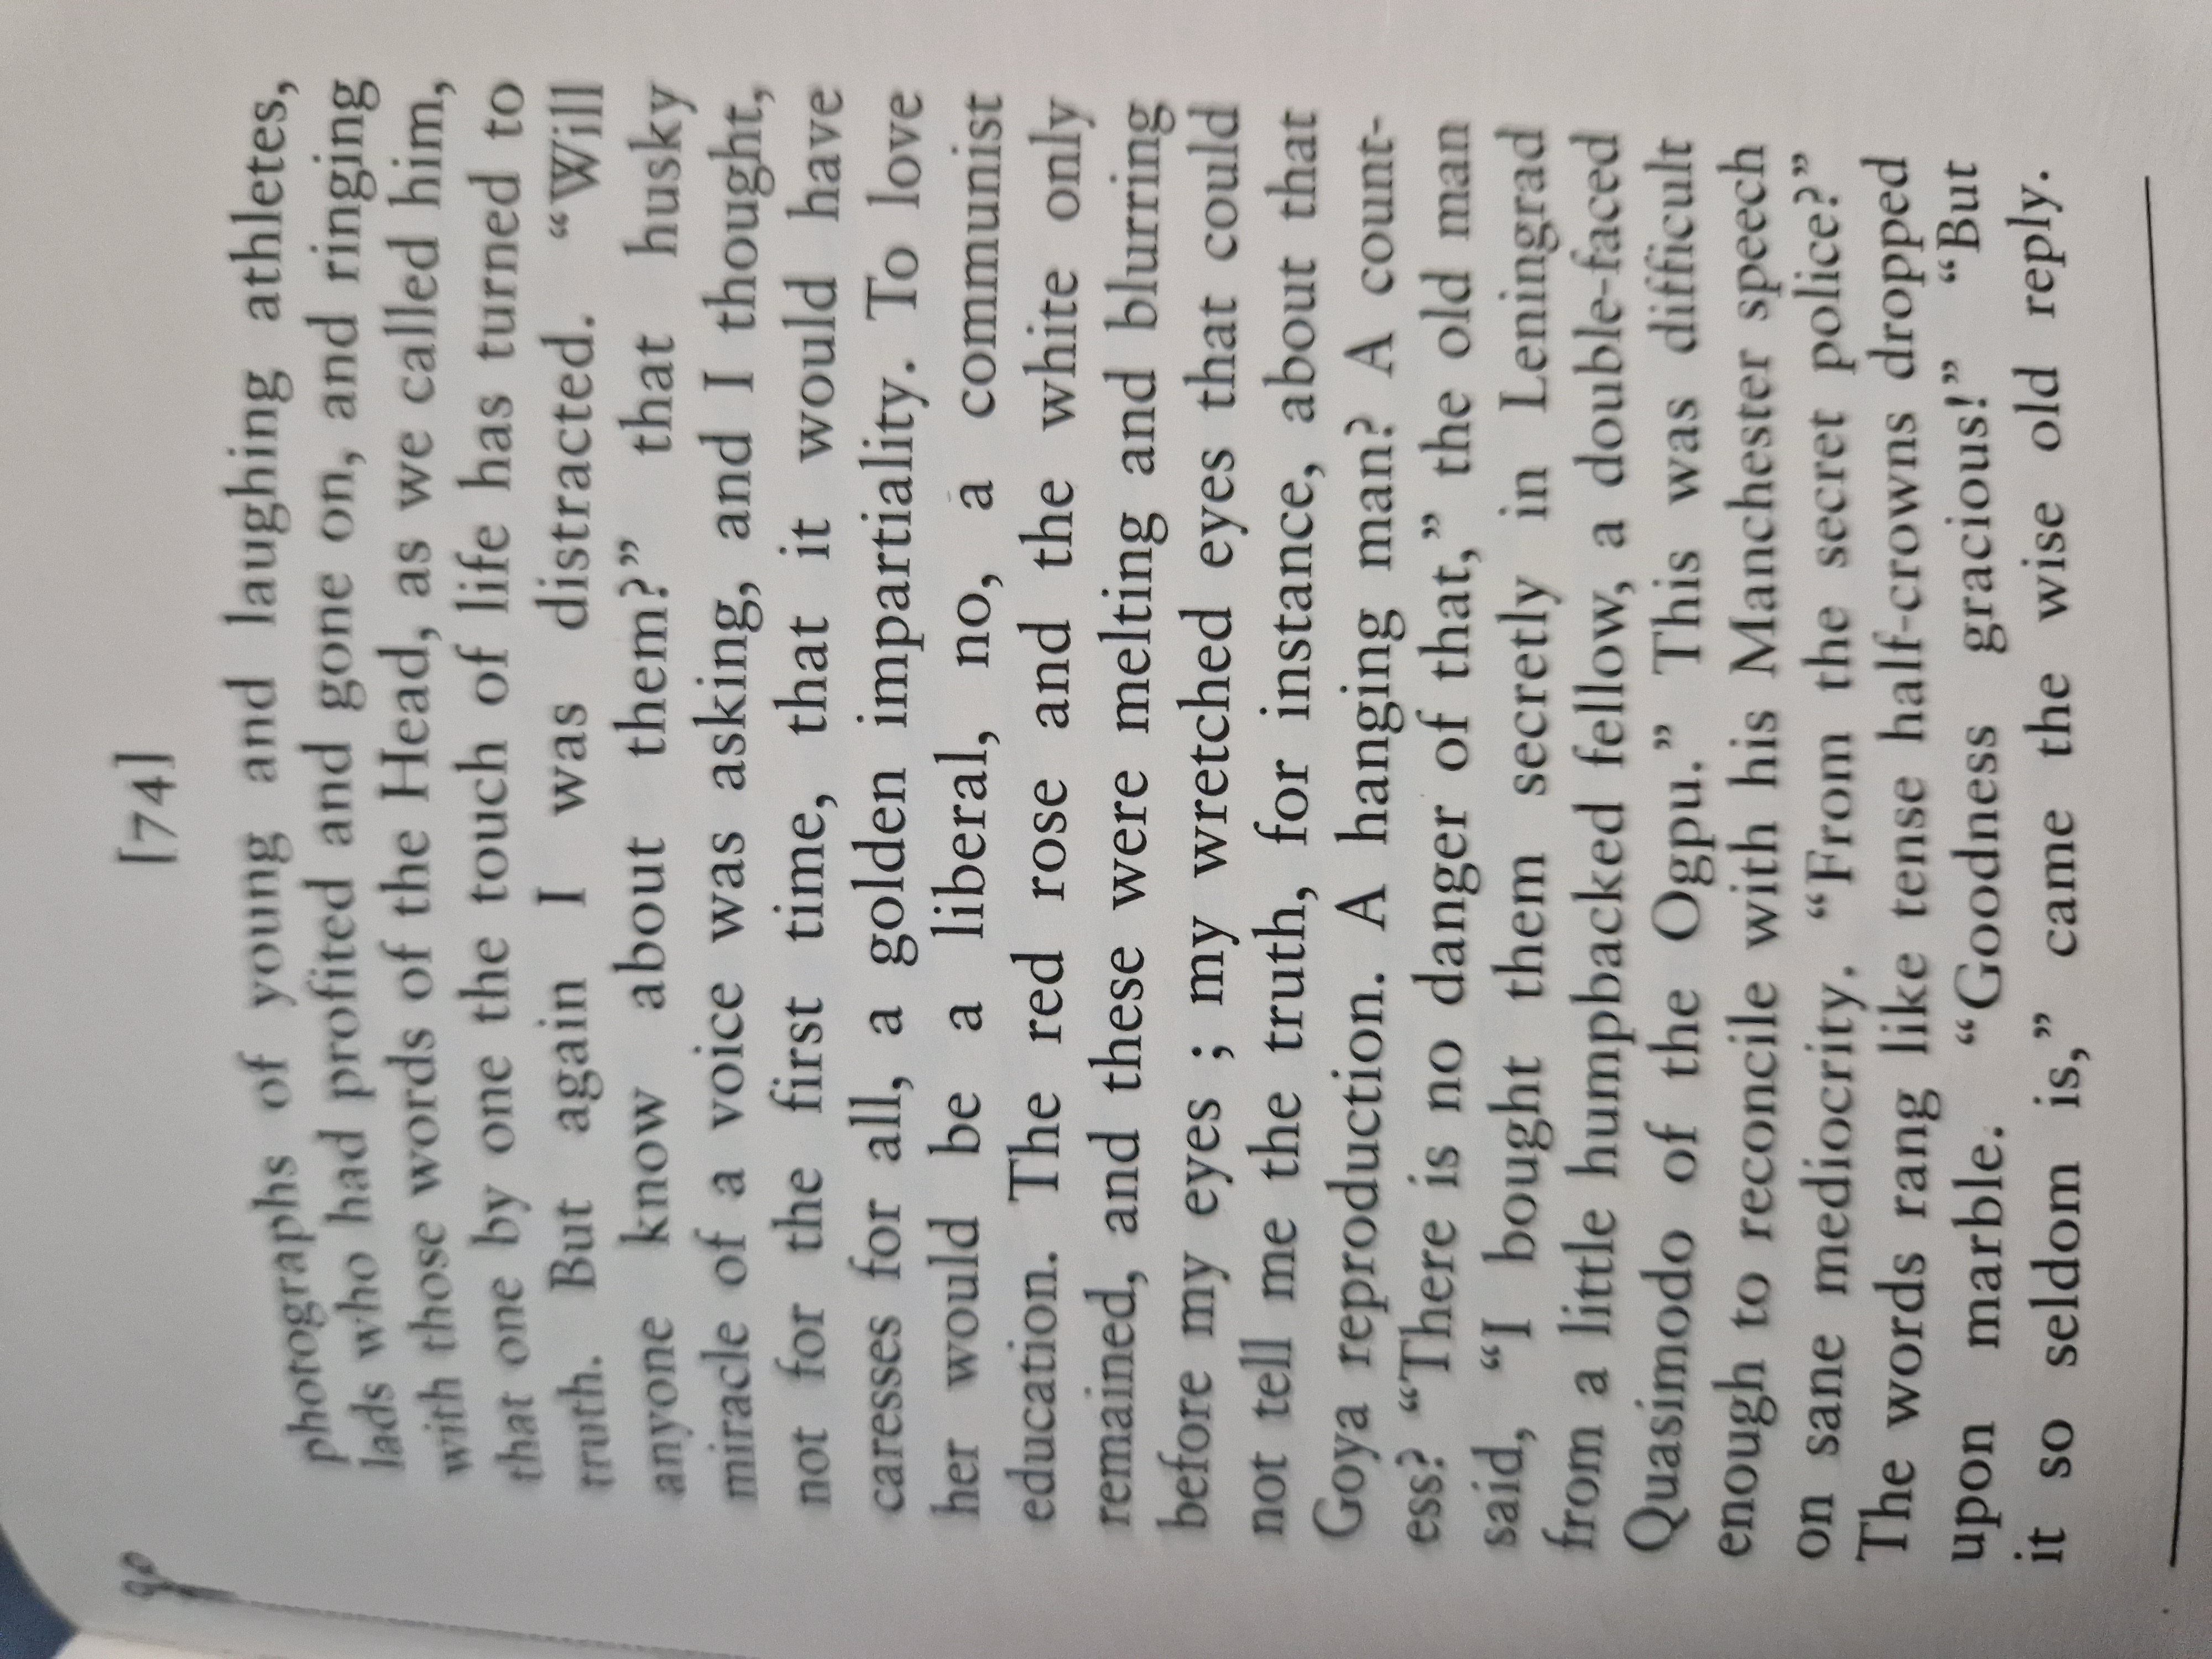 [74]
photographs of young and laughing athletes,
lads who had profited and gone on, and ringing
with those words of the Head, as we called him,
that one by one the touch of life has turned to
truth. But again I was distracted. “Will
anyone know about them?” that husky
miracle of a voice was asking, and I thought,
not for the first time, that it would have
caresses for all, a golden impartiality. To love
her would be a liberal, no, a communist
education. The red rose and the white only
remained, and these were melting and blurring
before my eyes ; my wretched eyes that could
not tell me the truth, for instance, about that
Goya reproduction. A hanging man? A count-
ess? “There is no danger of that,” the old man
said, “I bought them secretly in Leningrad
from a little humpbacked fellow, a double-faced
Quasimodo of the Ogpu.” This was difficult
enough to reconcile with his Manchester speech
on sane mediocrity. “From the secret police?”
The words rang like tense half-crowns dropped
upon marble. “Goodness gracious!” “But
it so seldom is,” came the wise old reply.